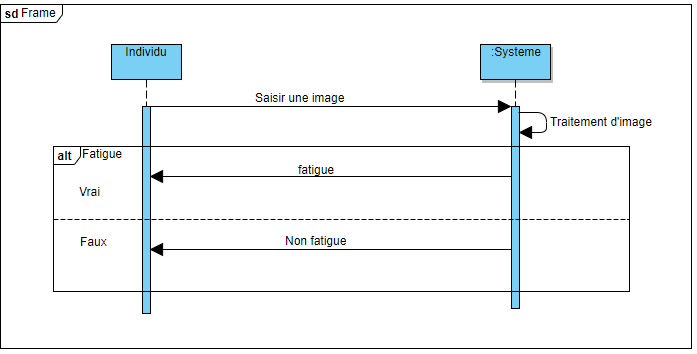 sd Frame
Individu
:Systeme
Saisir une image
Traitement d'image
alt Fatigue
fatigue
Vrai
Faux
Non fatigue